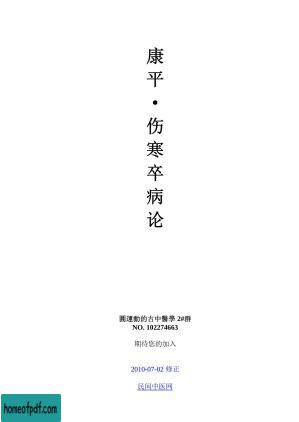 康平·伤寒卒病论
圓運動的古中醫學 2#群
NO. 102274663
期待您的加入
2010-07-02 修正
民间中医网
homeofpdf.com